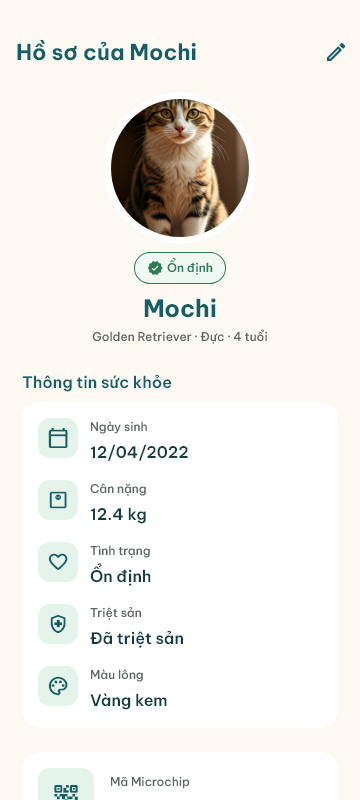 Hồ sơ của Mochi
Ổn định
Mochi
Golden Retriever · Đực · 4 tuổi
Thông tin sức khỏe
Ngày sinh
12/04/2022
Cân nặng
12.4 kg
Tình trạng
Ổn định
Triệt sản
Đã triệt sản
Màu lông
Vàng kem
Mã Microchip